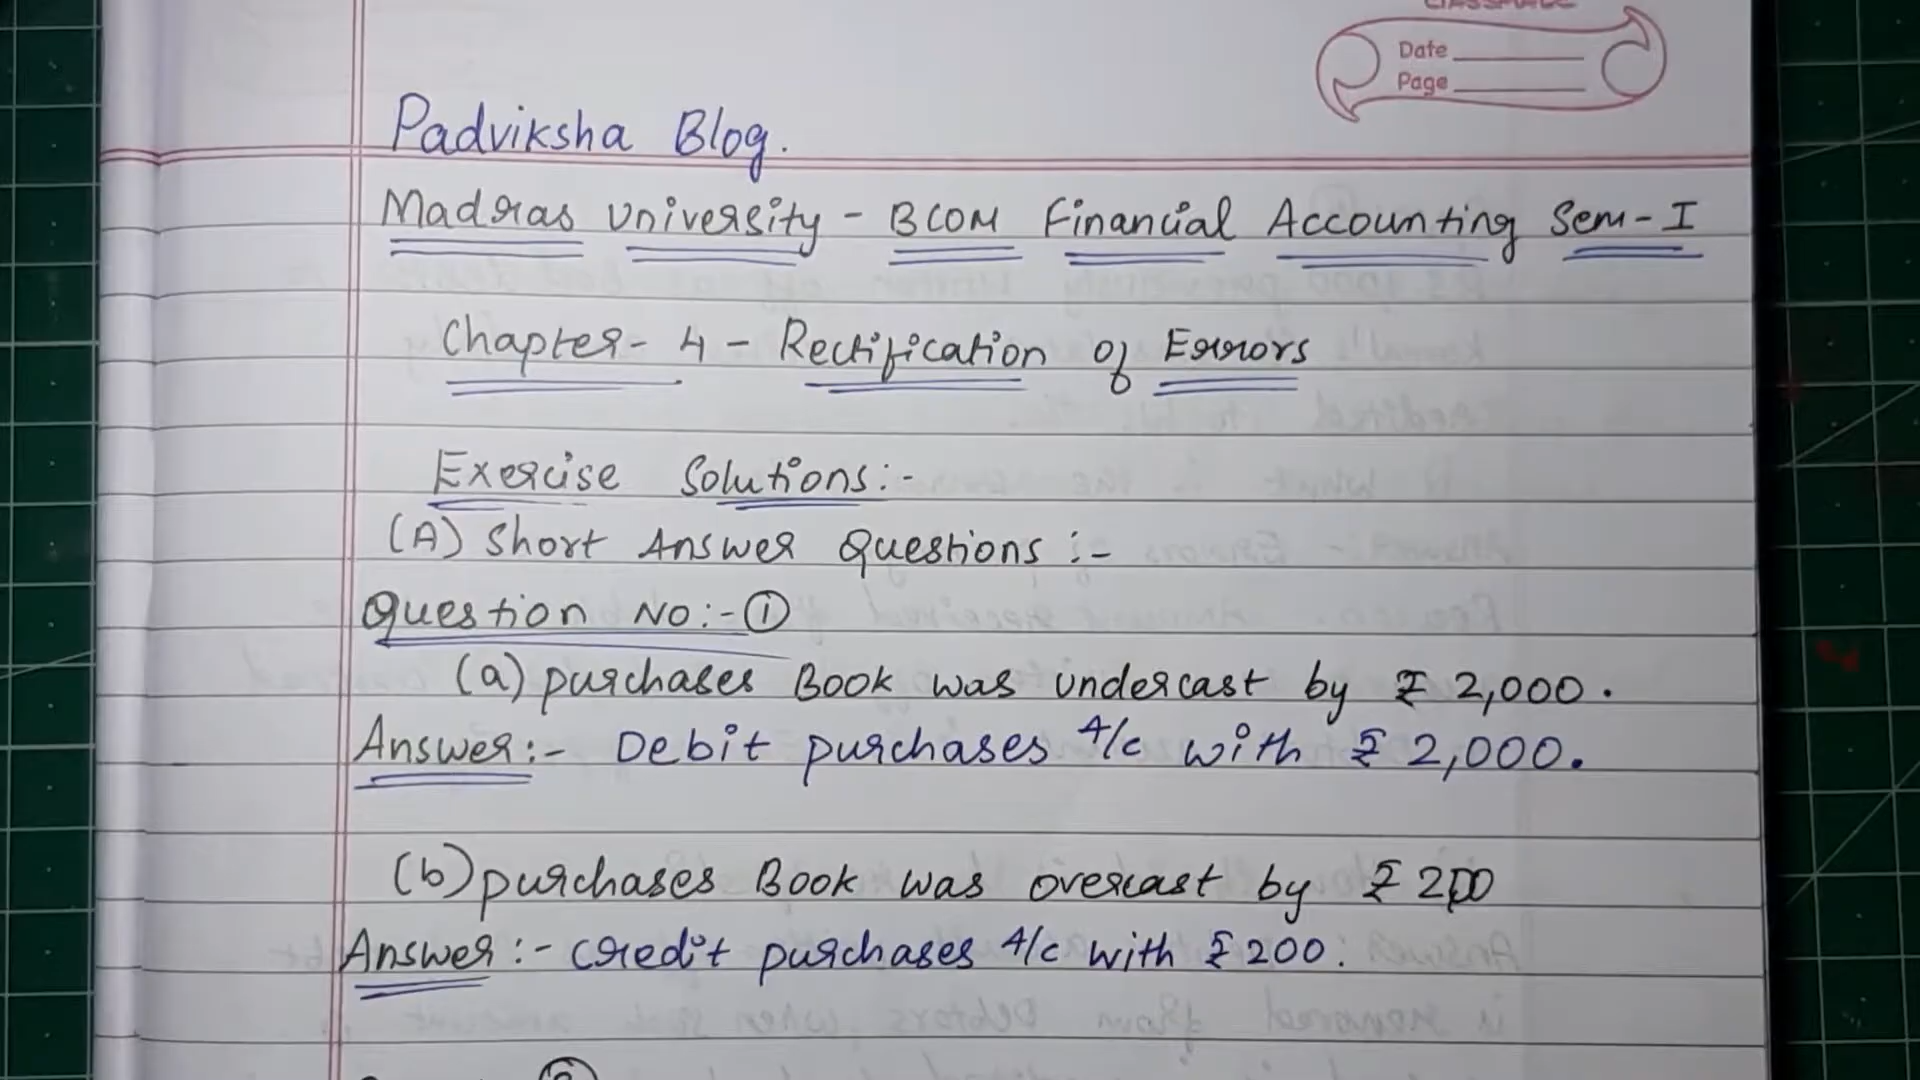 Date
Page
Padviksha Blog.
Madras University - BCOM Financial Accounting Sem-I
Chapter- 4 - Rectification of Errors
Exercise Solutions:-
(A) Short Answer Questions :-
Question No:- ①
(a) purchases Book was undercast by ₹ 2,000.
Answer:- Debit purchases A/c with ₹ 2,000.
(b) purchases Book was overcast by ₹ 200
Answer:- credit purchases A/c with ₹ 200.